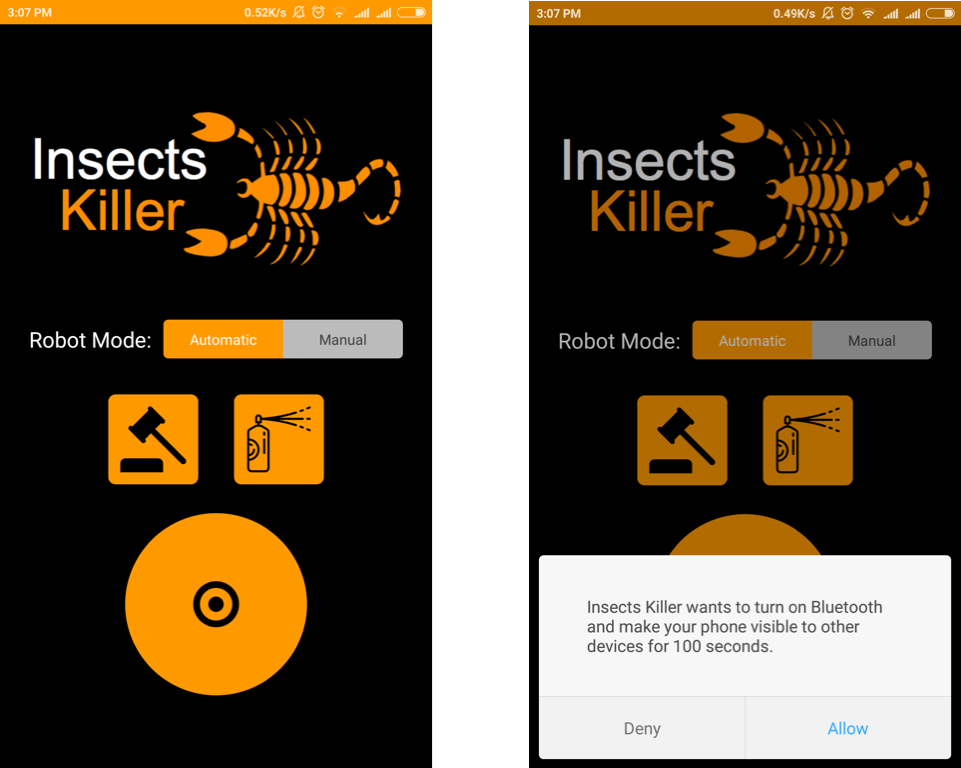 3:07 PM 0.52K/s
Insects
Killer
Robot Mode: Automatic Manual
3:07 PM 0.49K/s
Insects
Killer
Robot Mode: Automatic Manual
Insects Killer wants to turn on Bluetooth
and make your phone visible to other
devices for 100 seconds.
Deny Allow